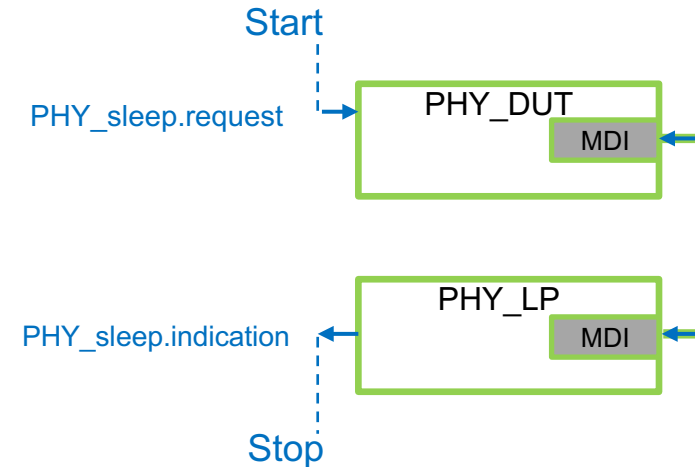 Start
PHY_sleep.request
PHY_DUT
MDI
PHY_LP
PHY_sleep.indication
MDI
Stop